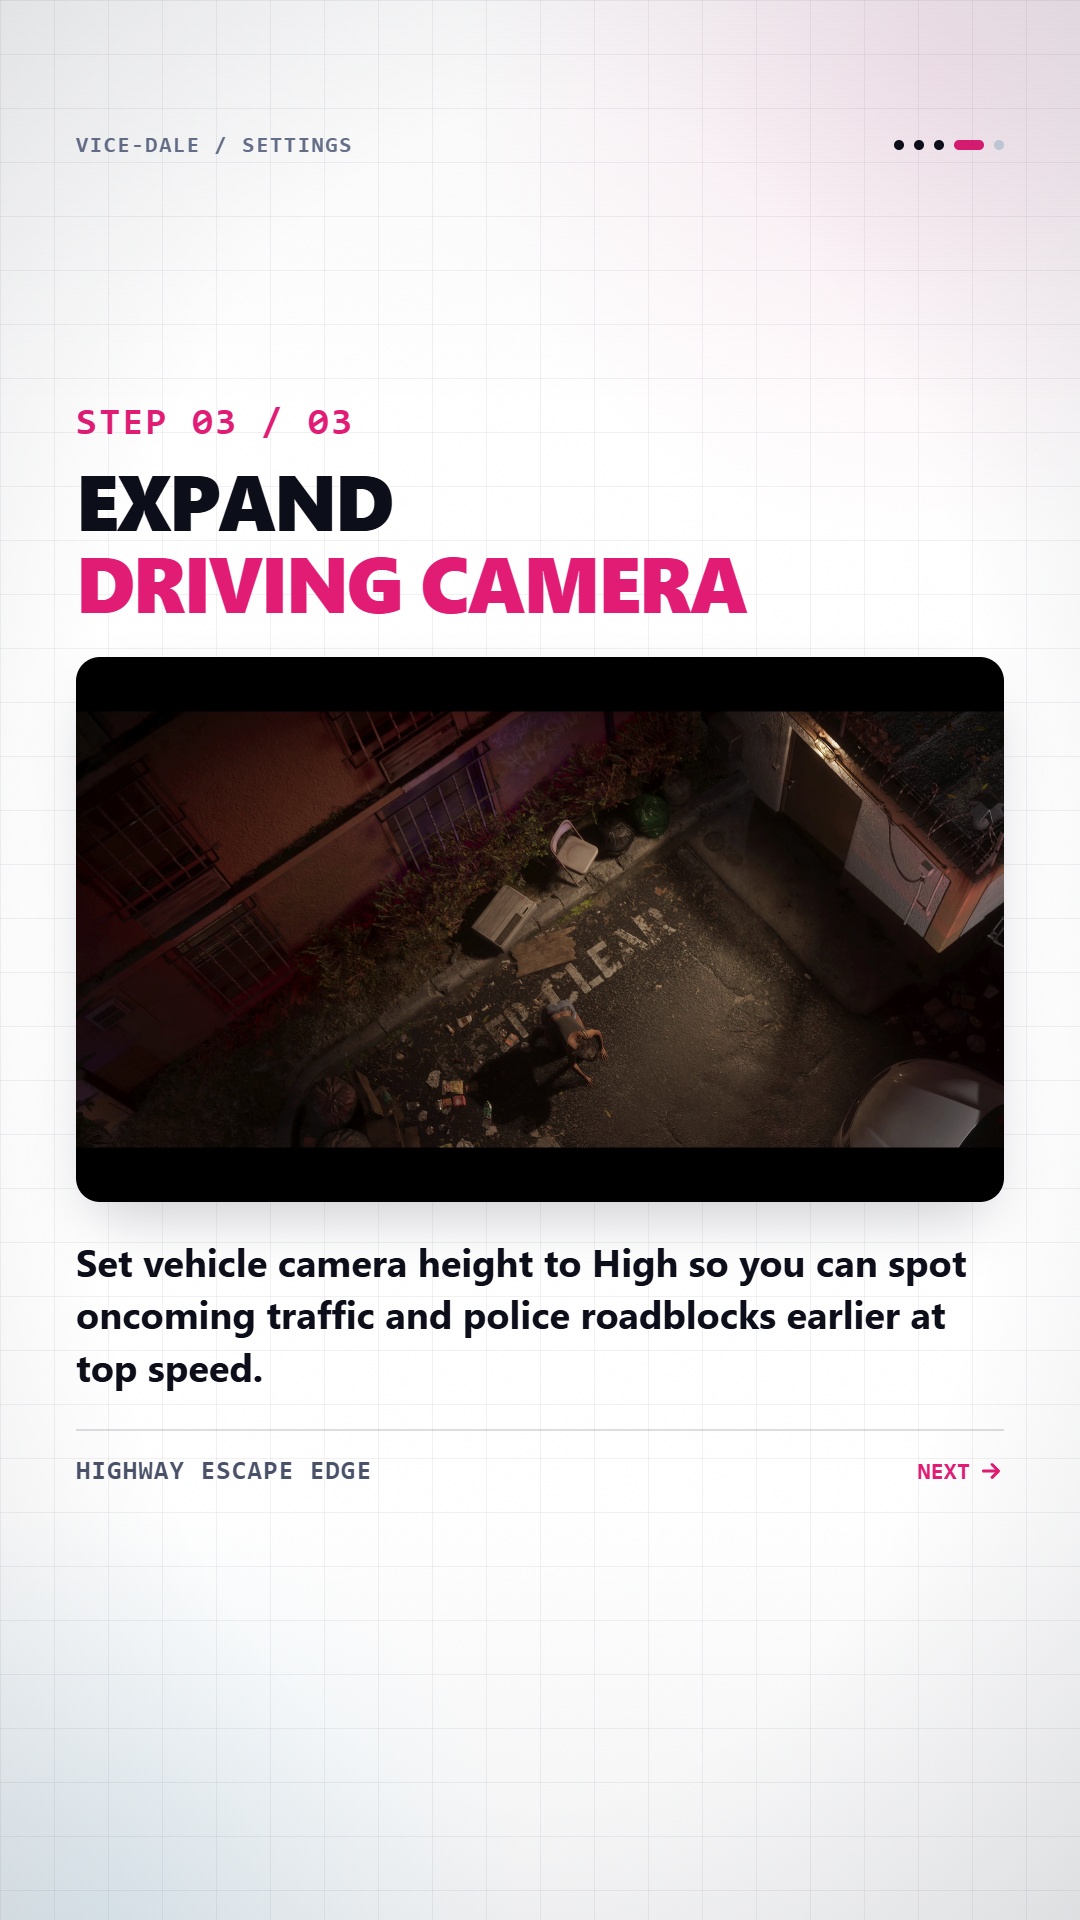 VICE-DALE / SETTINGS
STEP 03 / 03
EXPAND
DRIVING CAMERA
CLEAR
Set vehicle camera height to High so you can spot
oncoming traffic and police roadblocks earlier at
top speed.
HIGHWAY ESCAPE EDGE
NEXT →